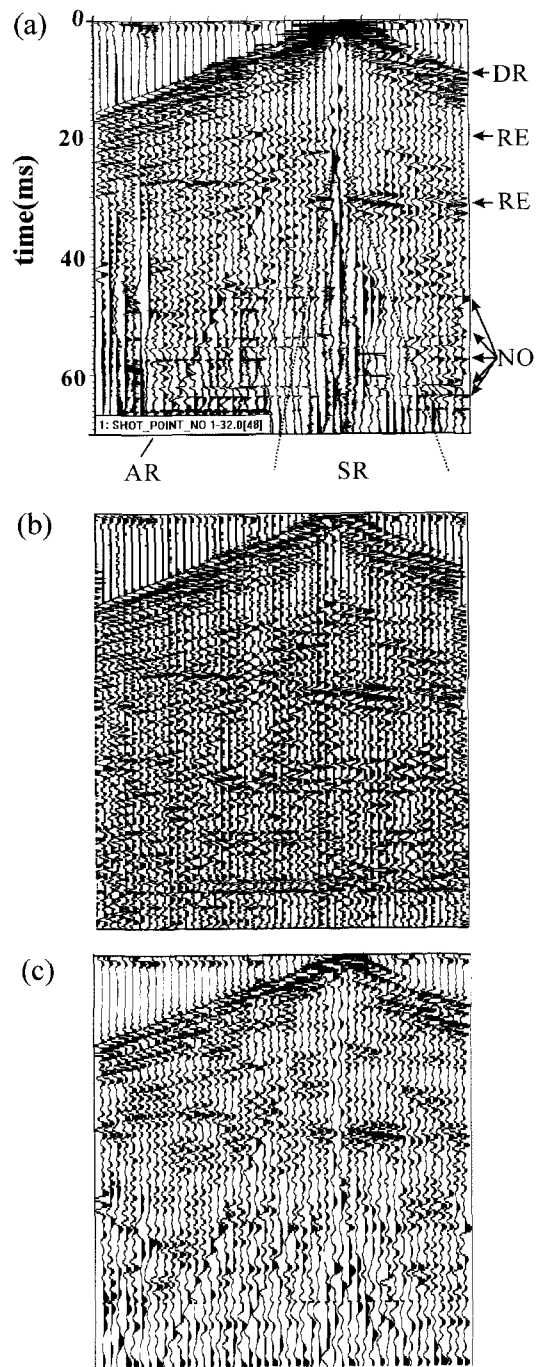 (a)
0
DR
20
RE
RE
time(ms)
40
NO
60
1: SHOT_POINT_NO 1-32.0[48]
AR
SR
(b)
(c)